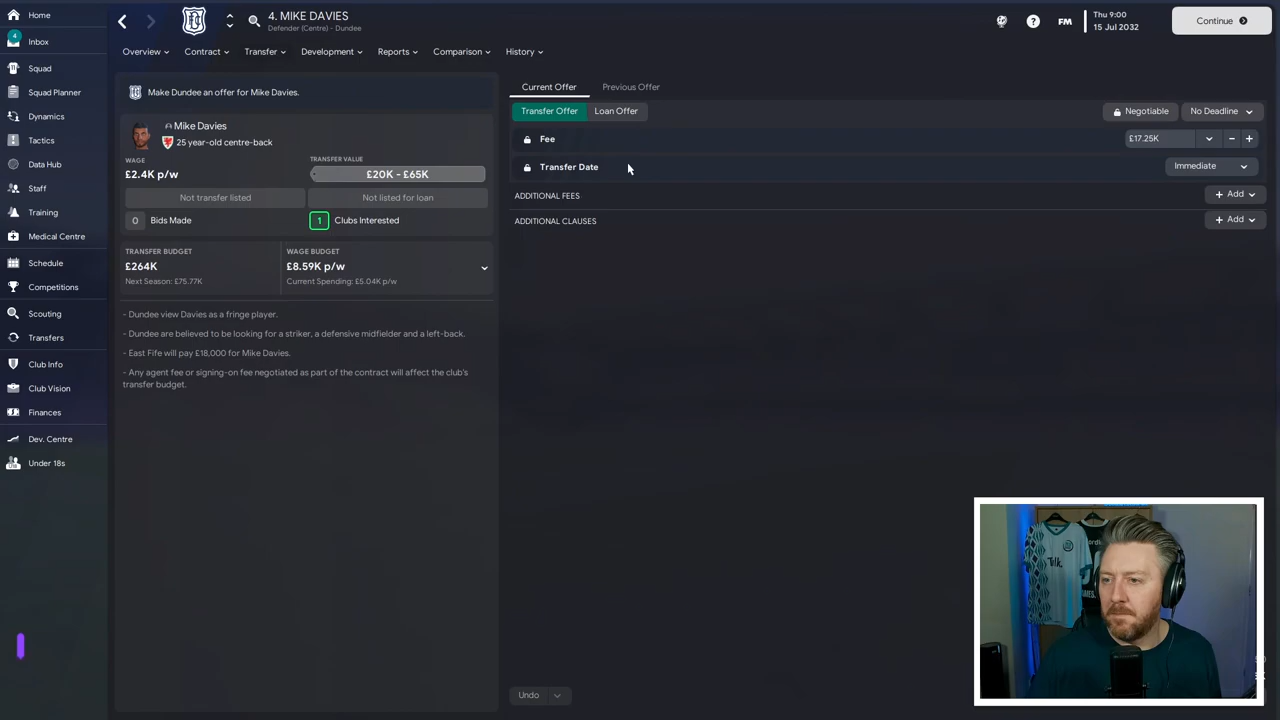 Home
4
Inbox
Squad
Squad Planner
Dynamics
Tactics
Data Hub
Staff
Training
Medical Centre
Schedule
Competitions
Scouting
Transfers
Club Info
Club Vision
Finances
Dev. Centre
Under 18s
4. MIKE DAVIES
Defender (Centre) - Dundee
?
FM
Thu 9:00
15 Jul 2032
Continue
Overview
Contract
Transfer
Development
Reports
Comparison
History
Make Dundee an offer for Mike Davies.
Mike Davies
25 year-old centre-back
WAGE
£2.4K p/w
TRANSFER VALUE
£20K - £65K
Not transfer listed
Not listed for loan
0 Bids Made
1 Clubs Interested
TRANSFER BUDGET
£264K
Next Season: £75.77K
WAGE BUDGET
£8.59K p/w
Current Spending: £5.04K p/w
- Dundee view Davies as a fringe player.
- Dundee are believed to be looking for a striker, a defensive midfielder and a left-back.
- East Fife will pay £18,000 for Mike Davies.
- Any agent fee or signing-on fee negotiated as part of the contract will affect the club's
transfer budget.
Current Offer
Previous Offer
Transfer Offer
Loan Offer
Negotiable
No Deadline
Fee
£17.25K
Transfer Date
Immediate
ADDITIONAL FEES
+ Add
ADDITIONAL CLAUSES
+ Add
Undo